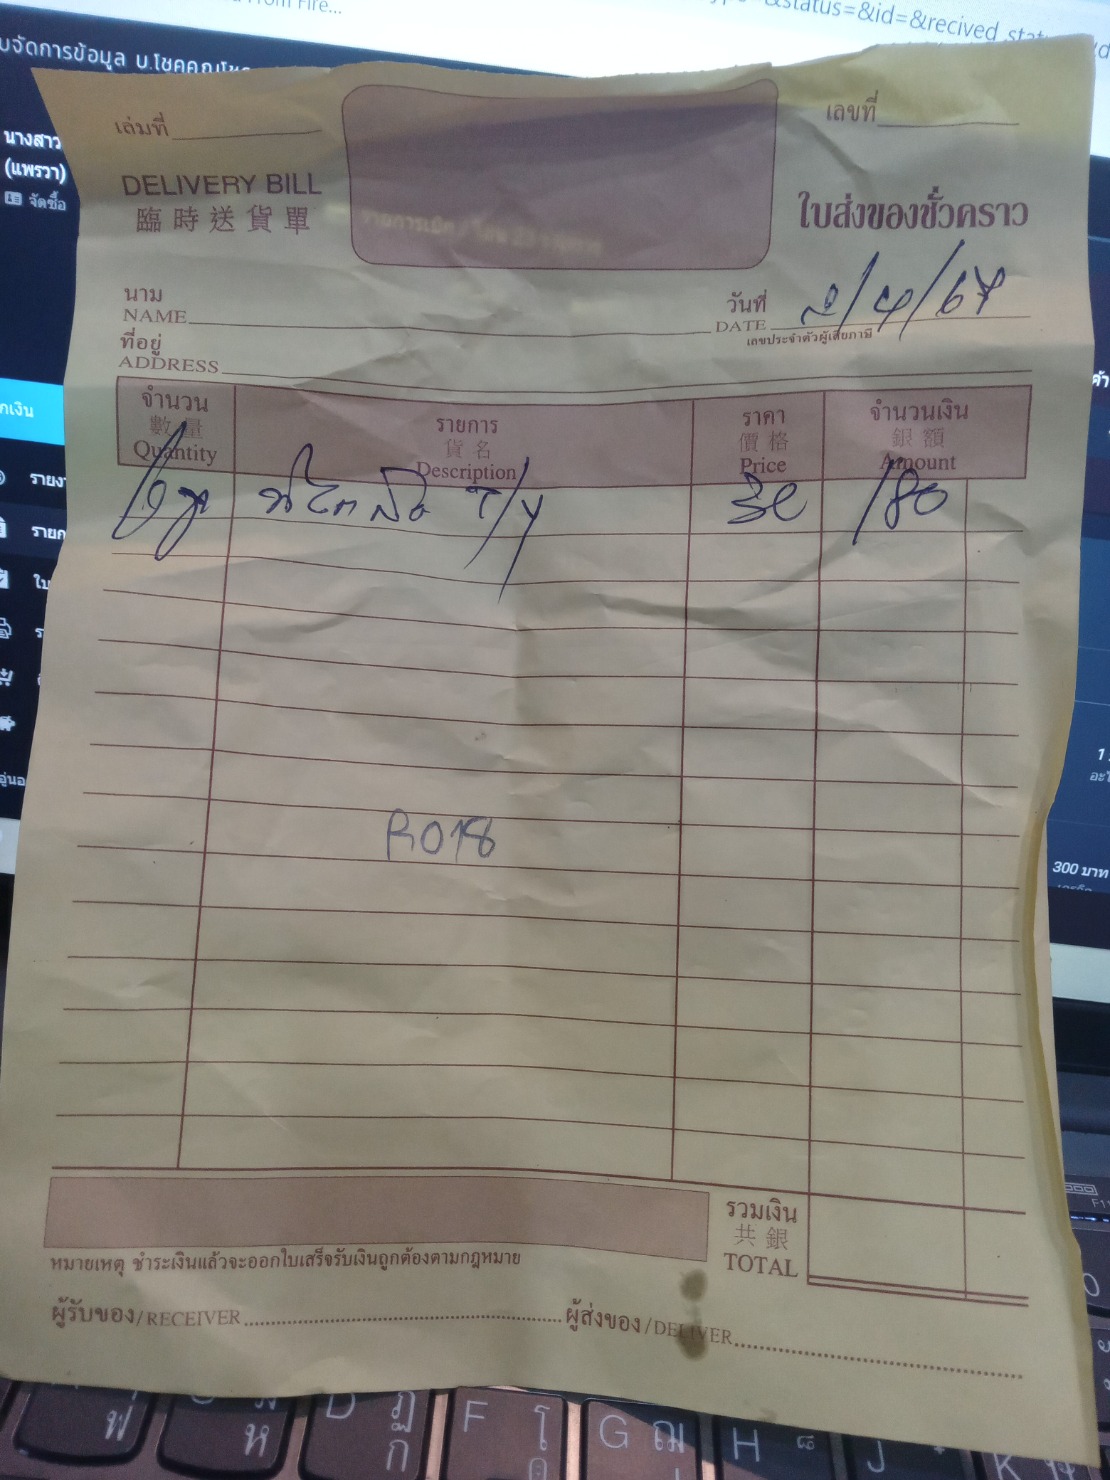 From Fire...
&status=&id=&recived_stat
บจัดการข้อมูล บ.โชคคุณ
เล่มที่
เลขที่
นางสาว
(แพรวา)
จัดซื้อ
DELIVERY BILL
臨時送貨單
ใบส่งของชั่วคราว
นาม
NAME
วันที่
DATE
2/4/67
เลขประจำตัวผู้เสียภาษี
ที่อยู่
ADDRESS
จำนวน รายการ ราคา จำนวนเงิน
數量 貨名 價格 銀額
Quantity Description Price Amount
30 180
R018
300 บาท
รวมเงิน
共銀
TOTAL
หมายเหตุ ชำระเงินแล้วจะออกใบเสร็จรับเงินถูกต้องตามกฎหมาย
ผู้รับของ/RECEIVER ผู้ส่งของ/DELIVER
F G H J K